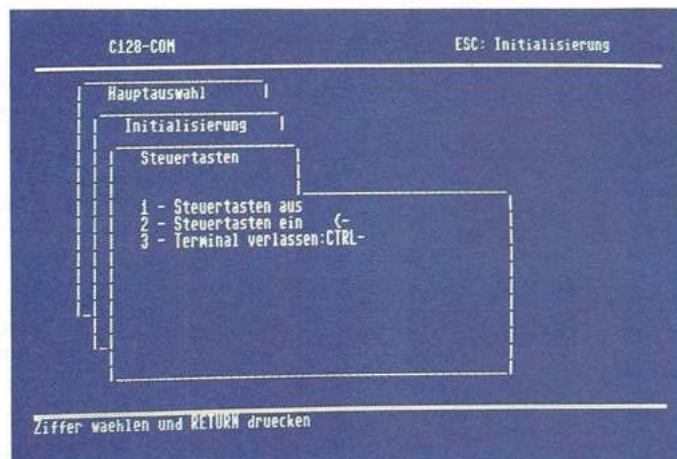 C128-COM ESC: Initialisierung
Hauptauswahl
Initialisierung
Steuertasten
1 - Steuertasten aus
2 - Steuertasten ein <-
3 - Terminal verlassen:CTRL-
Ziffer waehlen und RETURN druecken